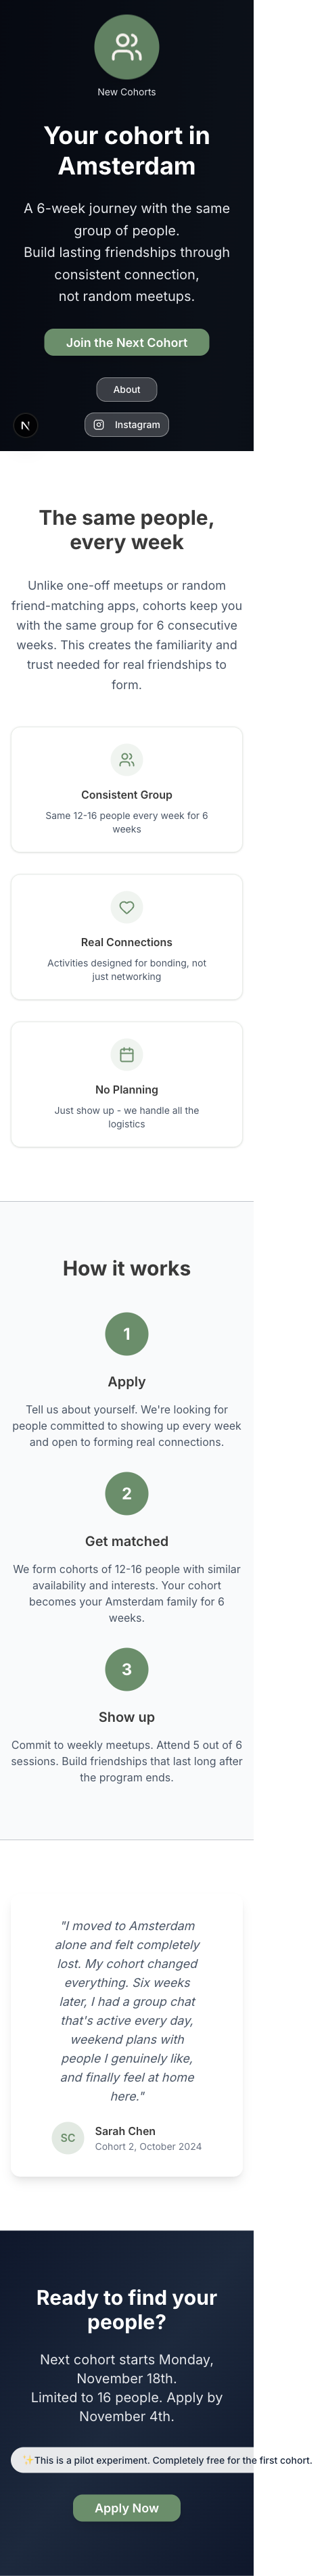 New Cohorts
Your cohort in
Amsterdam
A 6-week journey with the same
group of people.
Build lasting friendships through
consistent connection,
not random meetups.
Join the Next Cohort
About
N
Instagram
The same people,
every week
Unlike one-off meetups or random
friend-matching apps, cohorts keep you
with the same group for 6 consecutive
weeks. This creates the familiarity and
trust needed for real friendships to
form.
Consistent Group
Same 12-16 people every week for 6
weeks
Real Connections
Activities designed for bonding, not
just networking
No Planning
Just show up - we handle all the
logistics
How it works
1
Apply
Tell us about yourself. We're looking for
people committed to showing up every week
and open to forming real connections.
2
Get matched
We form cohorts of 12-16 people with similar
availability and interests. Your cohort
becomes your Amsterdam family for 6
weeks.
3
Show up
Commit to weekly meetups. Attend 5 out of 6
sessions. Build friendships that last long after
the program ends.
"I moved to Amsterdam
alone and felt completely
lost. My cohort changed
everything. Six weeks
later, I had a group chat
that's active every day,
weekend plans with
people I genuinely like,
and finally feel at home
here."
SC
Sarah Chen
Cohort 2, October 2024
Ready to find your
people?
Next cohort starts Monday,
November 18th.
Limited to 16 people. Apply by
November 4th.
✨This is a pilot experiment. Completely free for the first cohort.
Apply Now